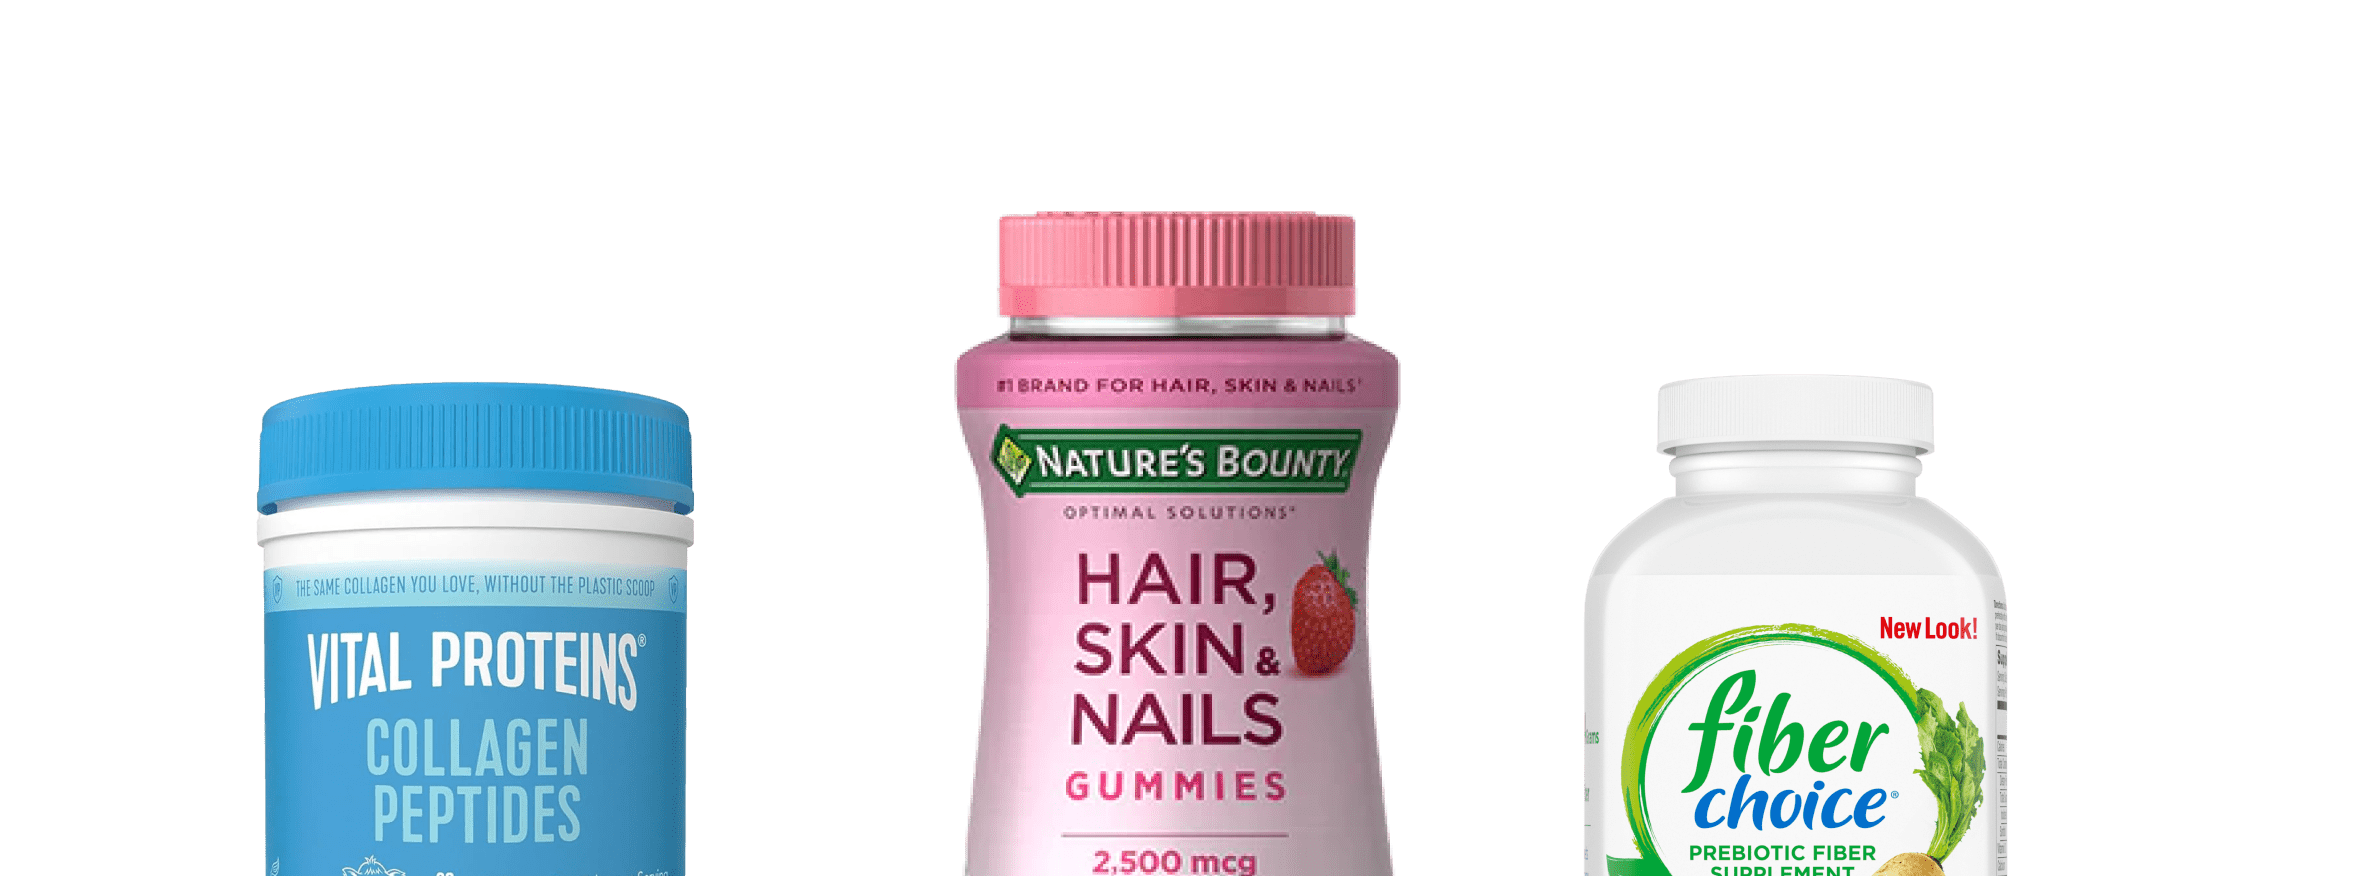 THE SAME COLLAGEN YOU LOVE, WITHOUT THE PLASTIC SCOOP
VITAL PROTEINS®
COLLAGEN
PEPTIDES
#1 BRAND FOR HAIR, SKIN & NAILS
NATURE'S BOUNTY
OPTIMAL SOLUTIONS
HAIR,
SKIN &
NAILS
GUMMIES
2,500 mcg
New Look!
fiber
choice®
PREBIOTIC FIBER
SUPPLEMENT